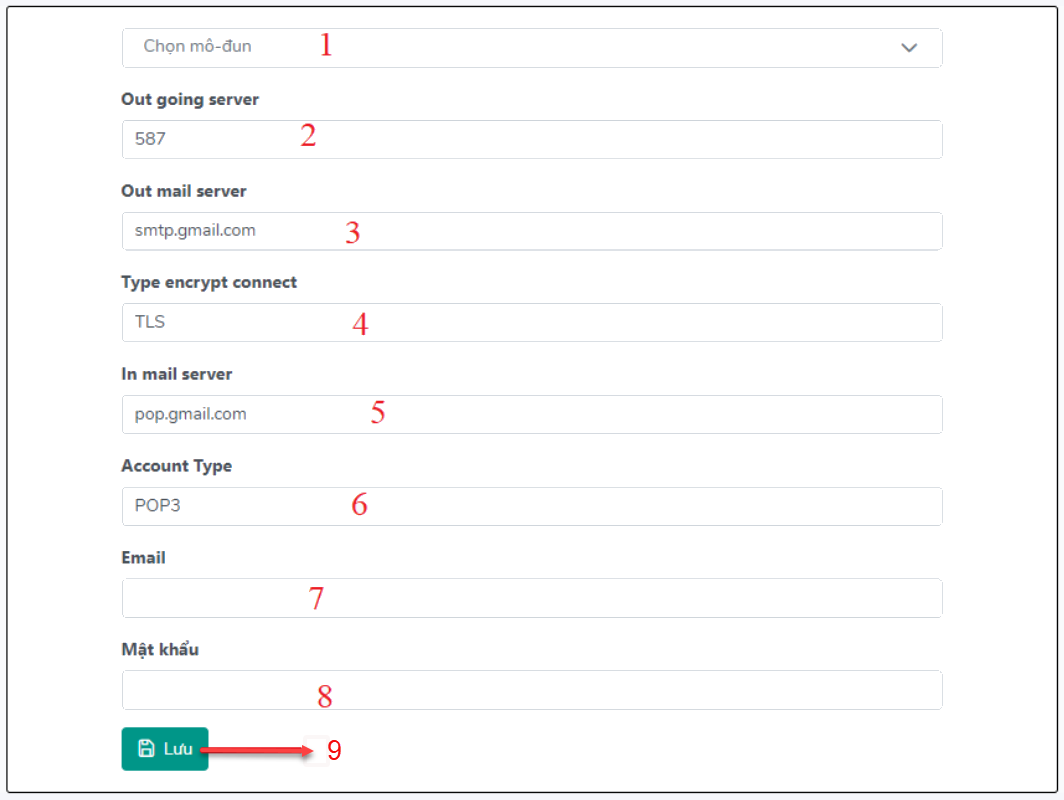 Chọn mô-đun 1
Out going server
587 2
Out mail server
smtp.gmail.com 3
Type encrypt connect
TLS 4
In mail server
pop.gmail.com 5
Account Type
POP3 6
Email
7
Mật khẩu
8
Lưu 9